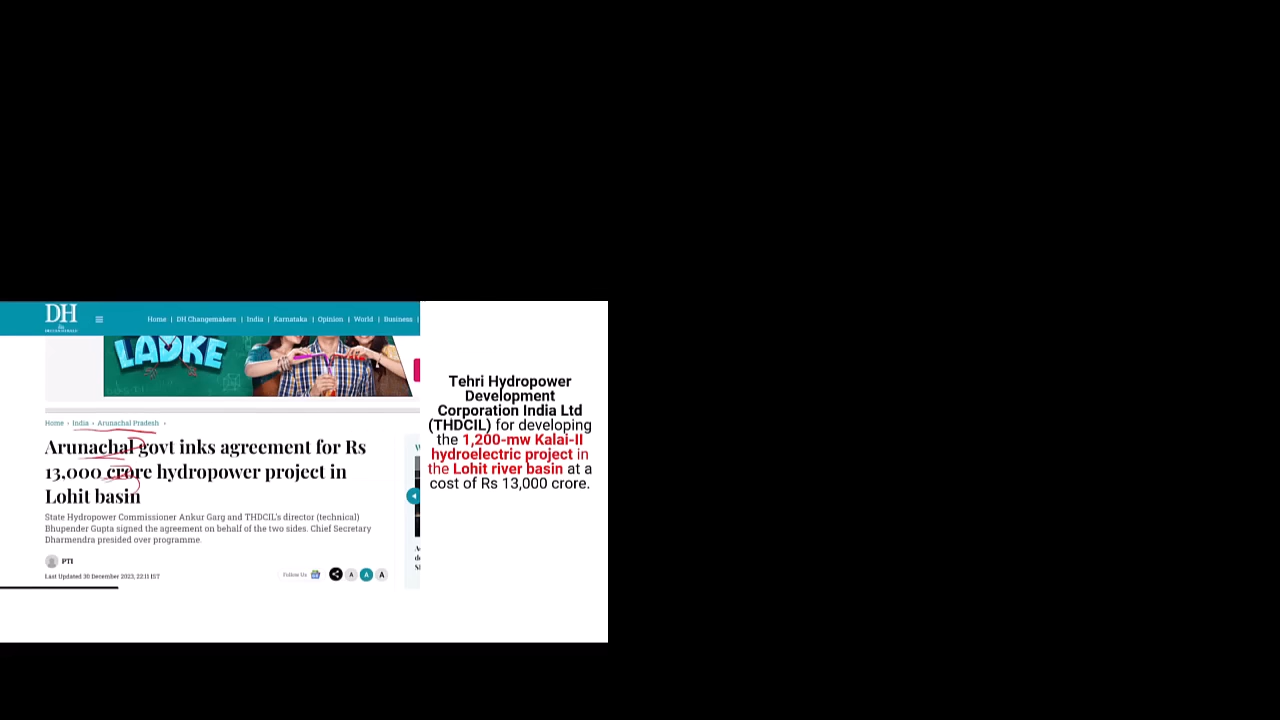 DH
Home | DH Changemakers | India | Karnataka | Opinion | World | Business |
LADKE
Home › India › Arunachal Pradesh ›
Arunachal govt inks agreement for Rs
13,000 crore hydropower project in
Lohit basin
State Hydropower Commissioner Ankur Garg and THDCIL's director (technical)
Bhupender Gupta signed the agreement on behalf of the two sides. Chief Secretary
Dharmendra presided over programme.
PTI
Last Updated 30 December 2023, 22:11 IST
Follow Us
A A A
Tehri Hydropower
Development
Corporation India Ltd
(THDCIL) for developing
the 1,200-mw Kalai-II
hydroelectric project in
the Lohit river basin at a
cost of Rs 13,000 crore.